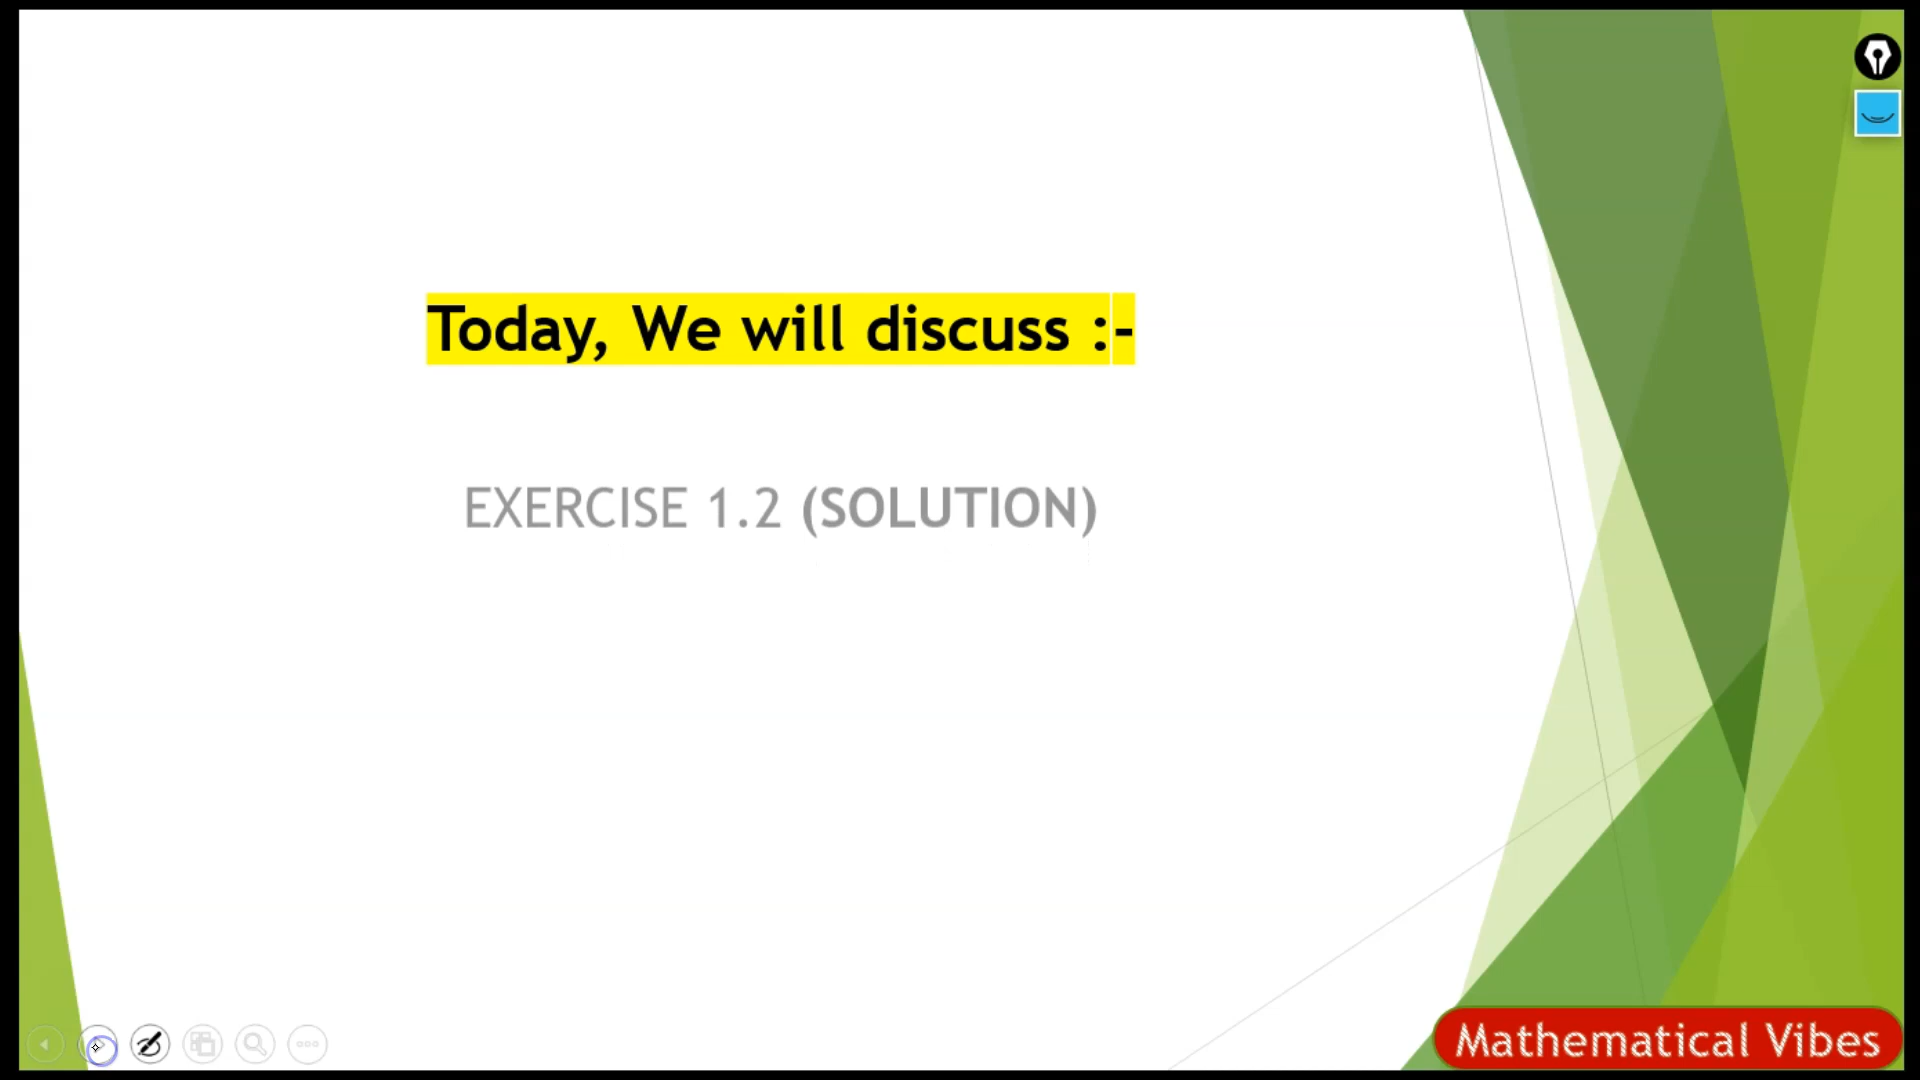 Today, We will discuss :-
EXERCISE 1.2 (SOLUTION)
Mathematical Vibes